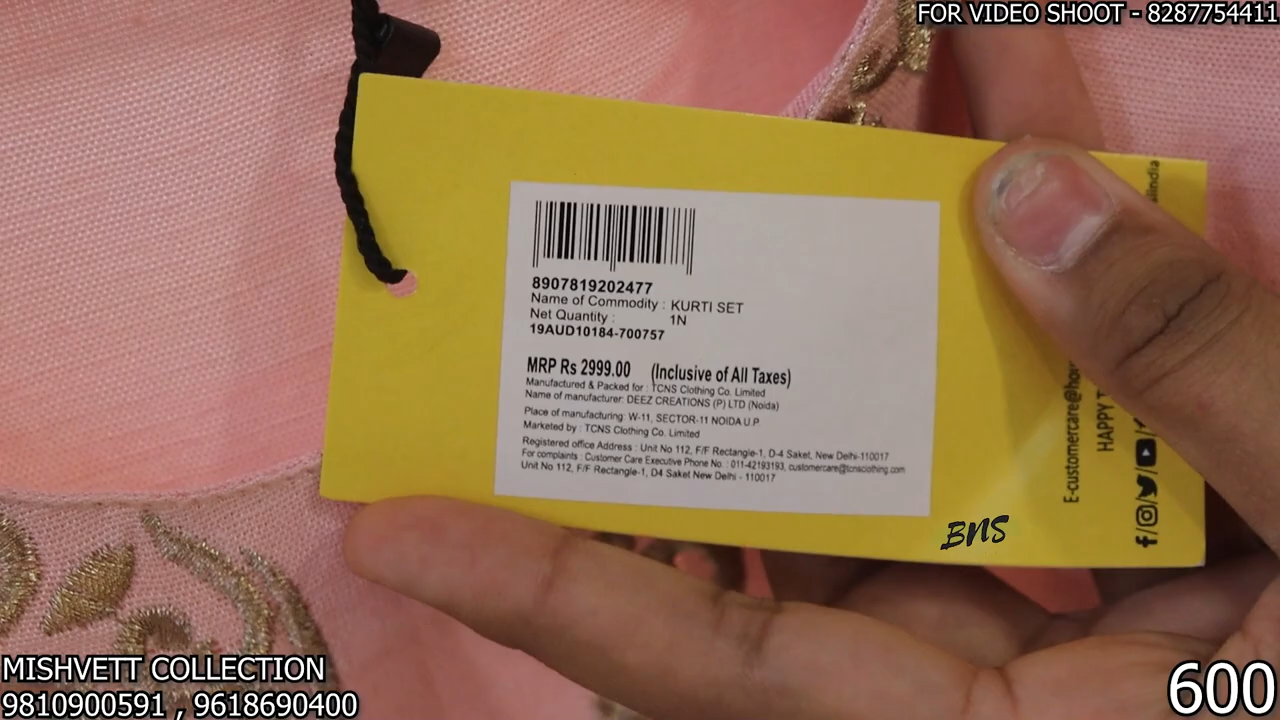 FOR VIDEO SHOOT - 8287754411
8907819202477
Name of Commodity : KURTI SET
Net Quantity : 1N
19AUD10184-700757
MRP Rs 2999.00 (Inclusive of All Taxes)
Manufactured & Packed for : TCNS Clothing Co. Limited
Name of manufacturer: DEEZ CREATIONS (P) LTD (Noida)
Place of manufacturing: W-11, SECTOR-11 NOIDA U.P
Marketed by : TCNS Clothing Co. Limited
Registered office Address : Unit No 112, F/F Rectangle-1, D-4 Saket, New Delhi-110017
For complaints : Customer Care Executive Phone No. : 011-42193193, customercare@tcnsclothing.com
Unit No 112, F/F Rectangle-1, D4 Saket New Delhi - 110017
E-customercare@
HAPPY
BNS
MISHVETT COLLECTION
9810900591 , 9618690400
600